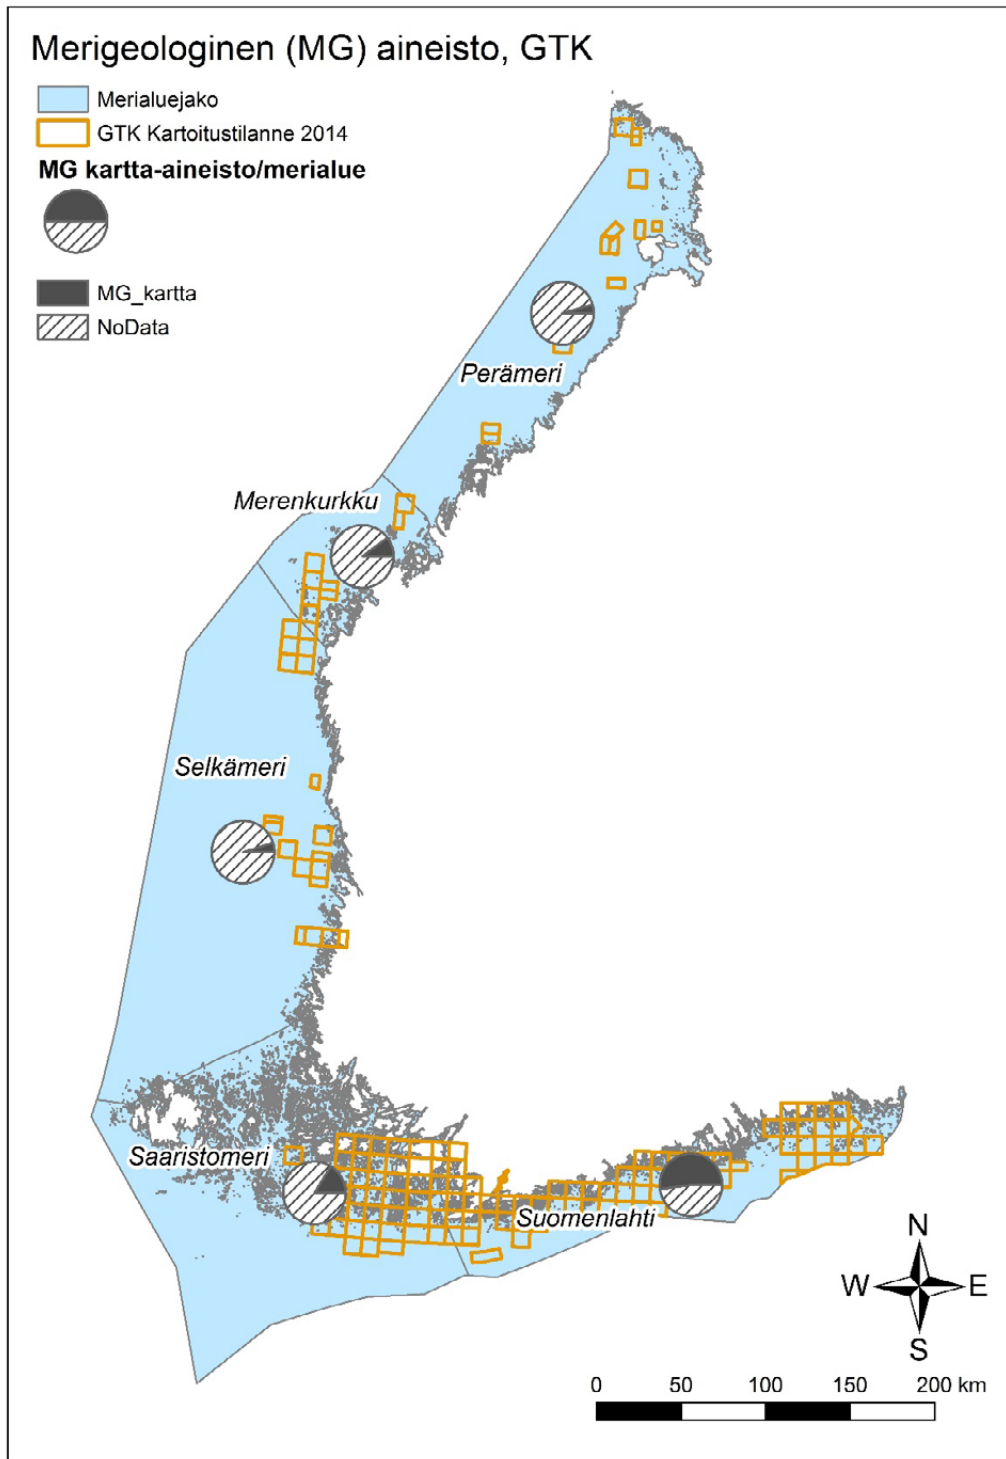 Merigeologinen (MG) aineisto, GTK
Merialuejako
GTK Kartoitustilanne 2014
MG kartta-aineisto/merialue
MG_kartta
NoData
Perämeri
Merenkurkku
Selkämeri
Saaristomeri
Suomenlahti
N
W E
S
0 50 100 150 200 km